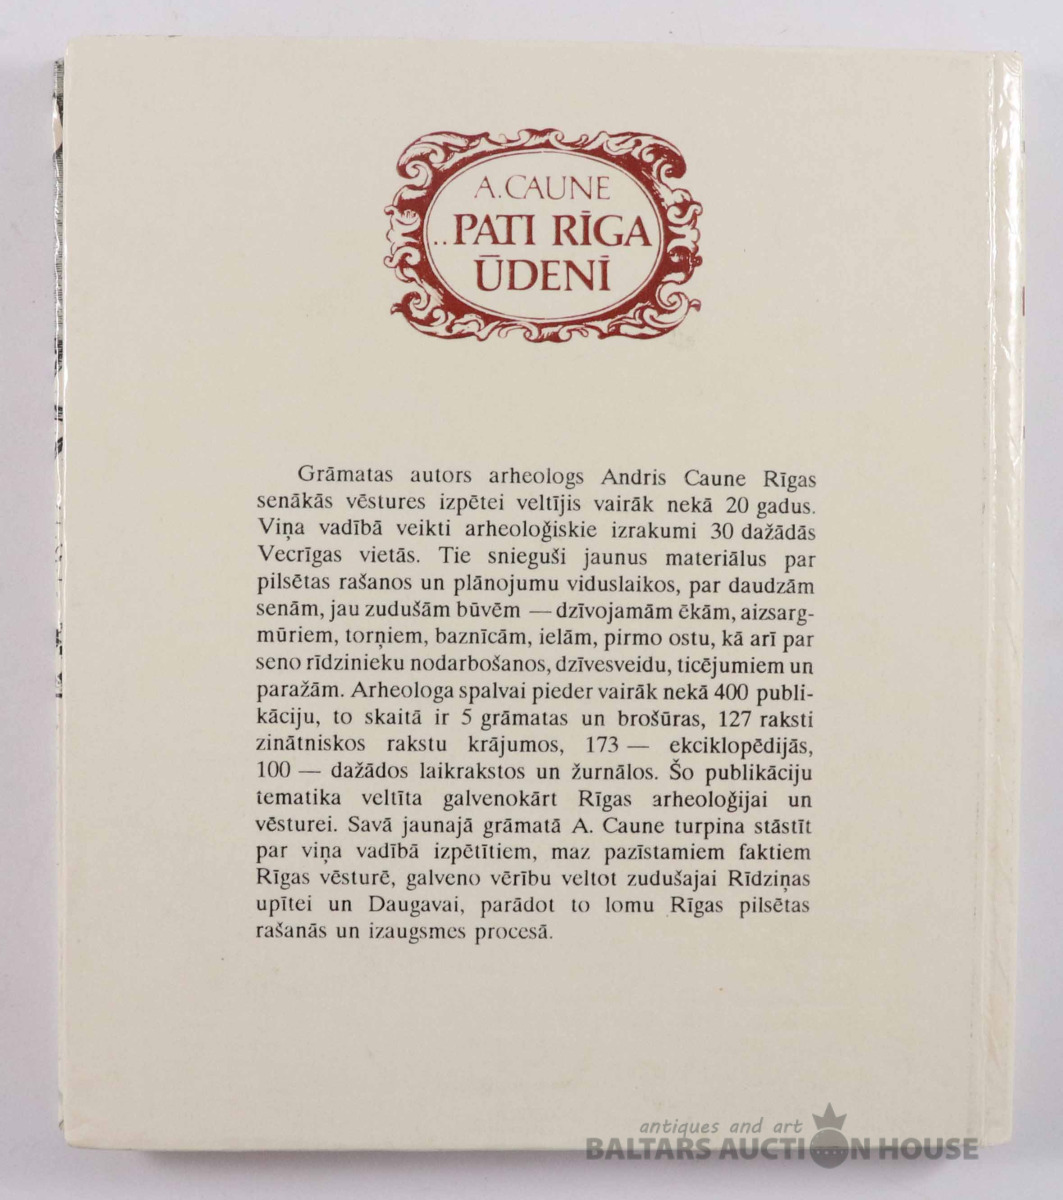 A. CAUNE
..PATI RĪGA
ŪDENĪ
Grāmatas autors arheologs Andris Caune Rīgas
senākās vēstures izpētei veltījis vairāk nekā 20 gadus.
Viņa vadībā veikti arheoloģiskie izrakumi 30 dažādās
Vecrīgas vietās. Tie snieguši jaunus materiālus par
pilsētas rašanos un plānojumu viduslaikos, par daudzām
senām, jau zudušām būvēm — dzīvojamām ēkām, aizsarg-
mūriem, torņiem, baznīcām, ielām, pirmo ostu, kā arī par
seno rīdzinieku nodarbošanos, dzīvesveidu, ticējumiem un
paražām. Arheologa spalvai pieder vairāk nekā 400 publi-
kāciju, to skaitā ir 5 grāmatas un brošūras, 127 raksti
zinātniskos rakstu krājumos, 173 — ekciklopēdijās,
100 — dažādos laikrakstos un žurnālos. Šo publikāciju
tematika veltīta galvenokārt Rīgas arheoloģijai un
vēsturei. Savā jaunajā grāmatā A. Caune turpina stāstīt
par viņa vadībā izpētītiem, maz pazīstamiem faktiem
Rīgas vēsturē, galveno vērību veltot zudušajai Rīdziņas
upītei un Daugavai, parādot to lomu Rīgas pilsētas
rašanās un izaugsmes procesā.
antiques and art
BALTARS AUCTION HOUSE